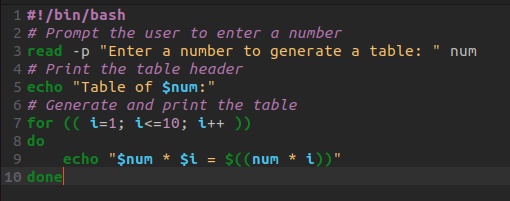 1 #!/bin/bash
2 # Prompt the user to enter a number
3 read -p "Enter a number to generate a table: " num
4 # Print the table header
5 echo "Table of $num:"
6 # Generate and print the table
7 for (( i=1; i<=10; i++ ))
8 do
9     echo "$num * $i = $((num * i))"
10 done